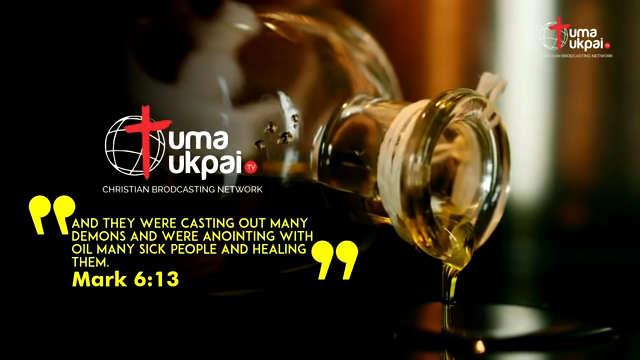 uma
ukpai TV
CHRISTIAN BRODCASTING NETWORK
uma
ukpai TV
CHRISTIAN BRODCASTING NETWORK
AND THEY WERE CASTING OUT MANY
DEMONS AND WERE ANOINTING WITH
OIL MANY SICK PEOPLE AND HEALING
THEM.
Mark 6:13